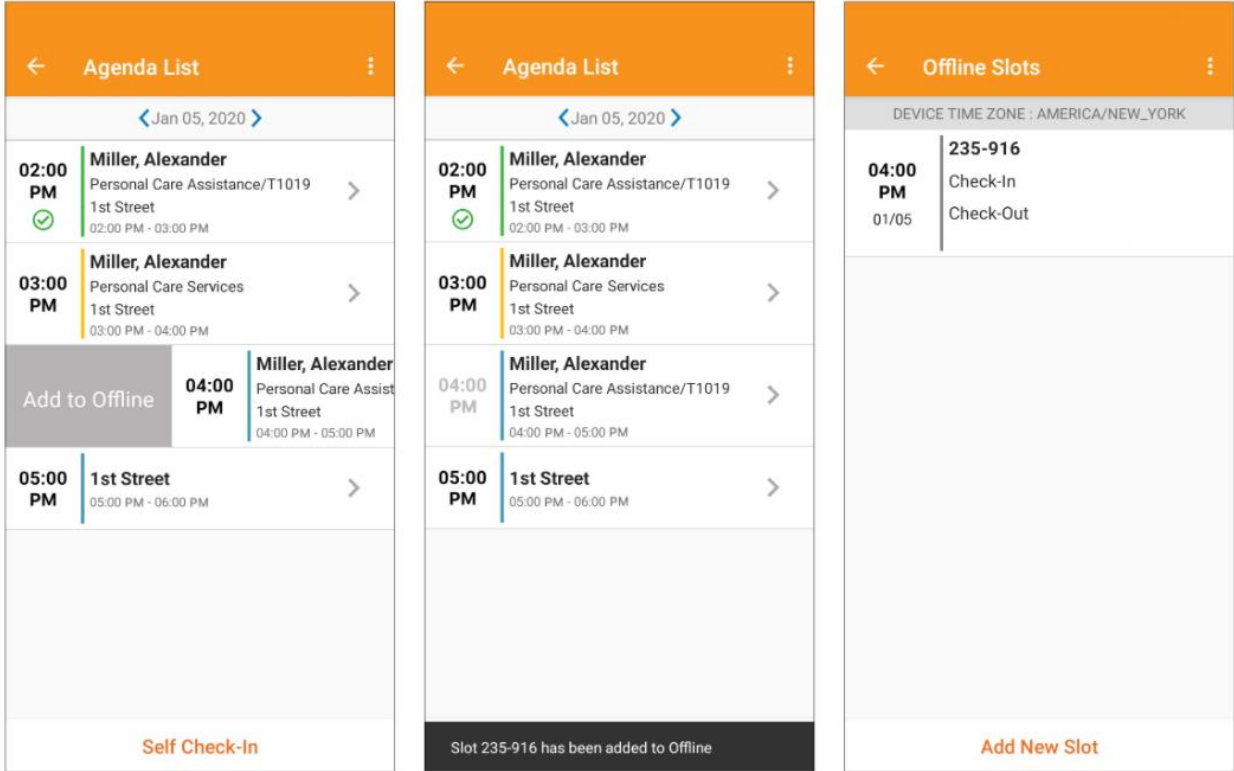 Agenda List
Jan 05, 2020
02:00
PM
Miller, Alexander
Personal Care Assistance/T1019
1st Street
02:00 PM - 03:00 PM
03:00
PM
Miller, Alexander
Personal Care Services
1st Street
03:00 PM - 04:00 PM
Add to Offline
04:00
PM
Miller, Alexander
Personal Care Assist
1st Street
04:00 PM - 05:00 PM
05:00
PM
1st Street
05:00 PM - 06:00 PM
Self Check-In
Agenda List
Jan 05, 2020
02:00
PM
Miller, Alexander
Personal Care Assistance/T1019
1st Street
02:00 PM - 03:00 PM
03:00
PM
Miller, Alexander
Personal Care Services
1st Street
03:00 PM - 04:00 PM
04:00
PM
Miller, Alexander
Personal Care Assistance/T1019
1st Street
04:00 PM - 05:00 PM
05:00
PM
1st Street
05:00 PM - 06:00 PM
Slot 235-916 has been added to Offline
Offline Slots
DEVICE TIME ZONE : AMERICA/NEW_YORK
04:00
PM
01/05
235-916
Check-In
Check-Out
Add New Slot